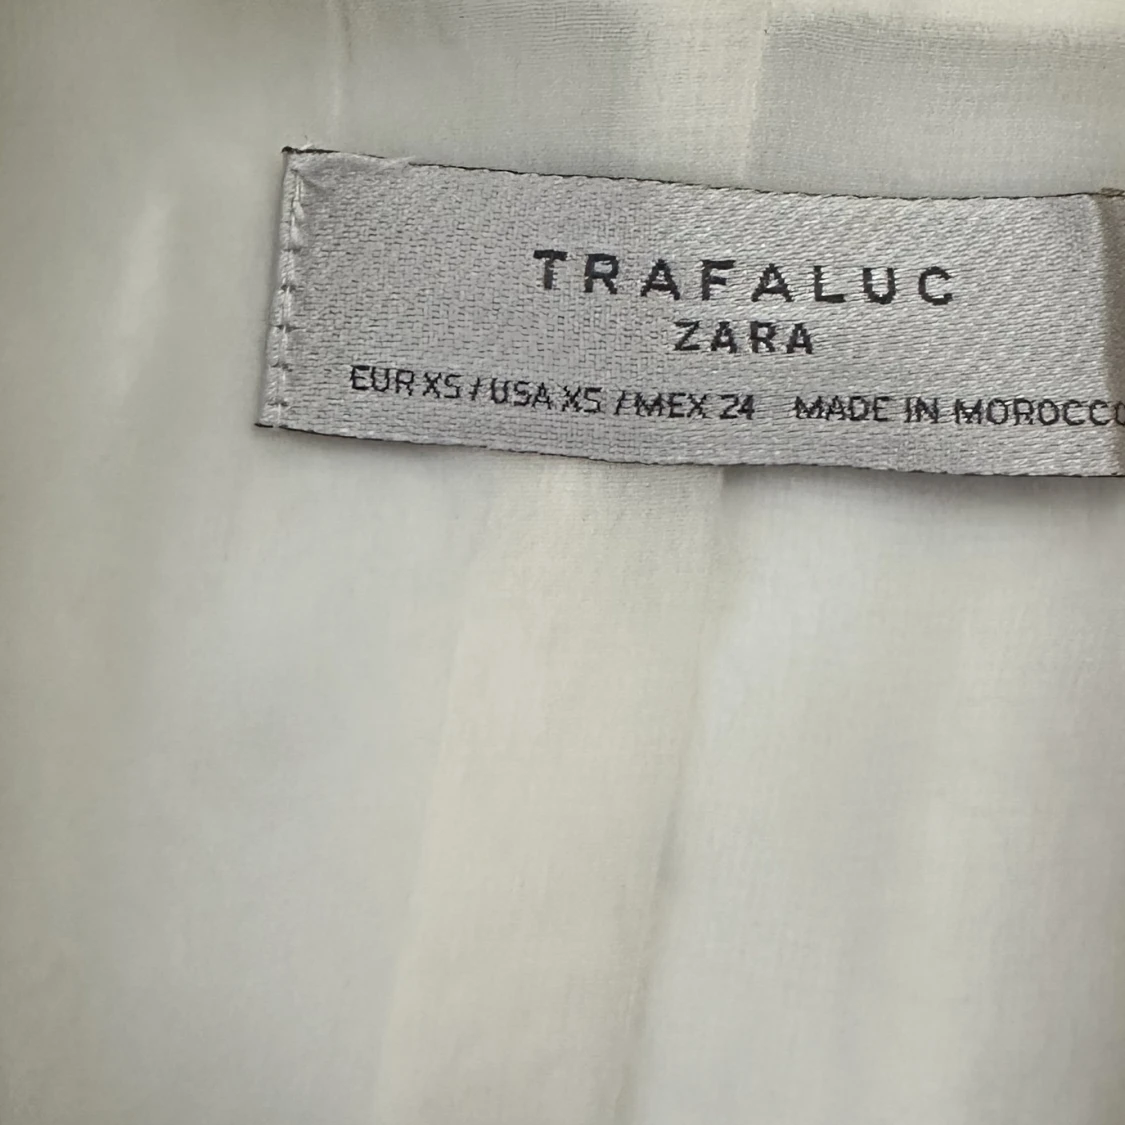 TRAFALUC
ZARA
EUR XS / USA XS / MEX 24 MADE IN MOROCCO